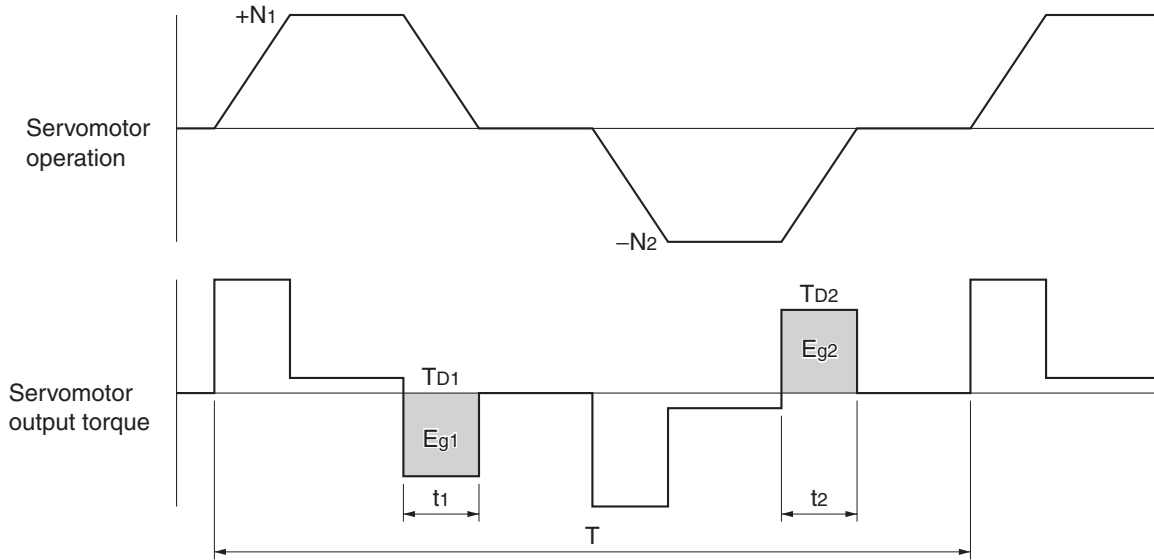 +N1
Servomotor
operation
−N2
TD2
Eg2
TD1
Servomotor
output torque
Eg1
t1
t2
T